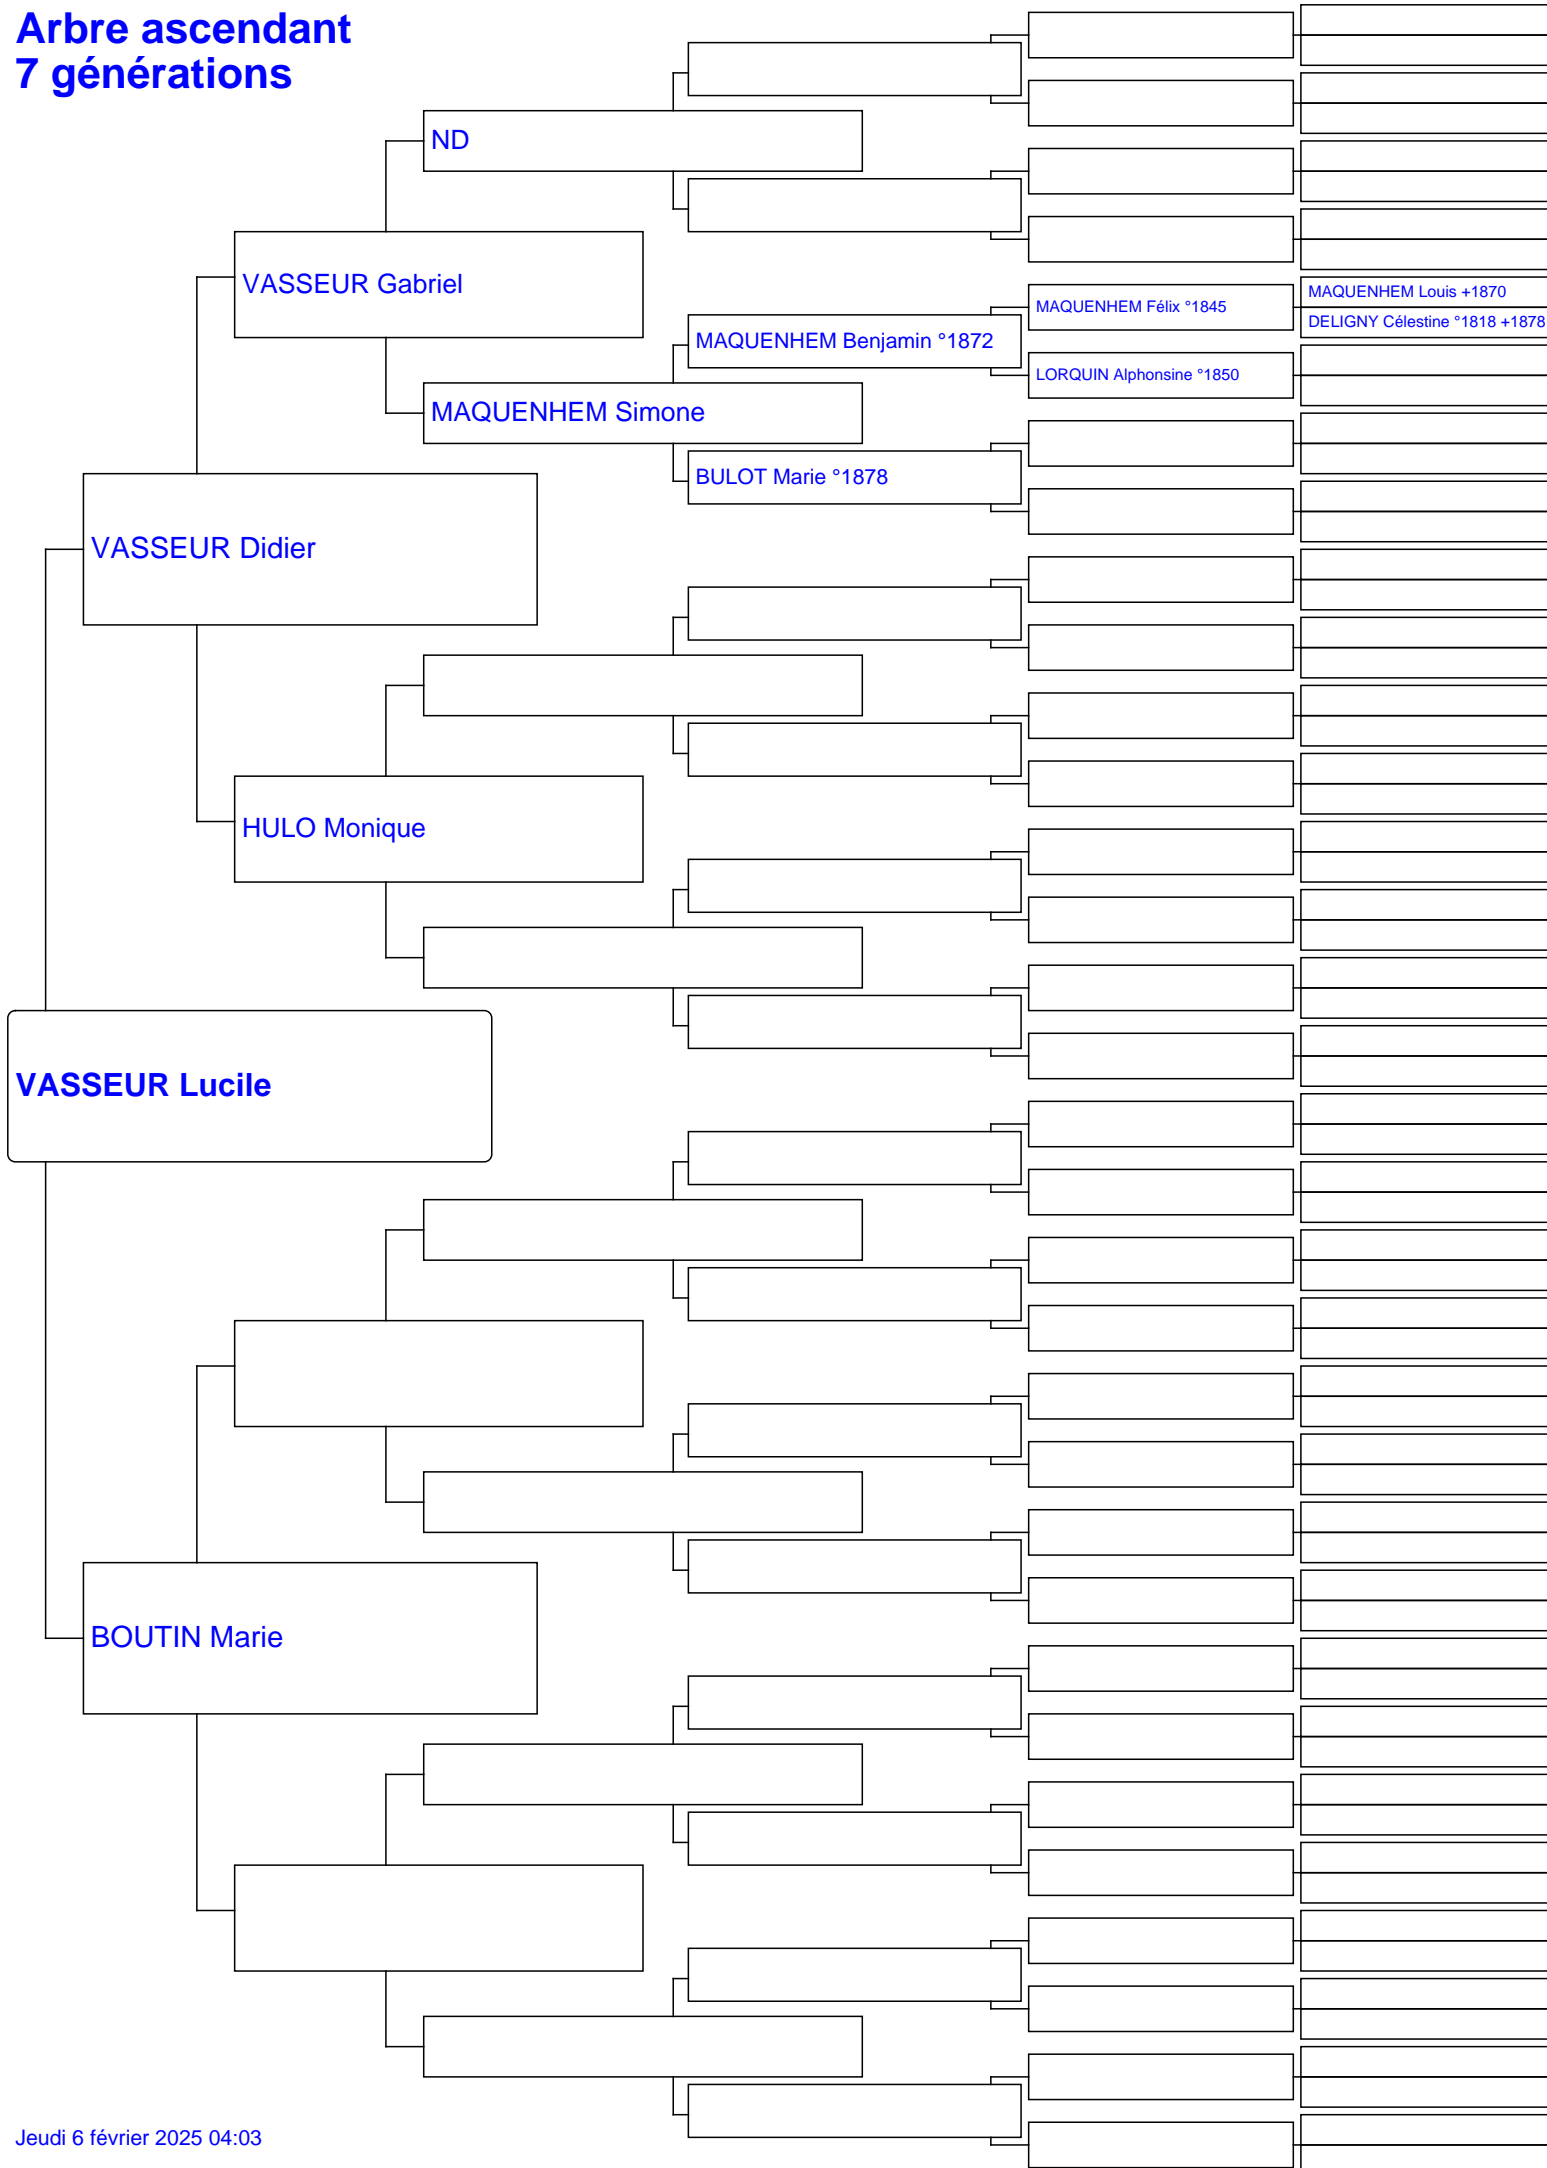 Arbre ascendant
7 générations
ND
VASSEUR Gabriel
MAQUENHEM Louis +1870
MAQUENHEM Félix °1845
DELIGNY Célestine °1818 +1878
MAQUENHEM Benjamin °1872
LORQUIN Alphonsine °1850
MAQUENHEM Simone
BULOT Marie °1878
VASSEUR Didier
HULO Monique
VASSEUR Lucile
BOUTIN Marie
Jeudi 6 février 2025 04:03